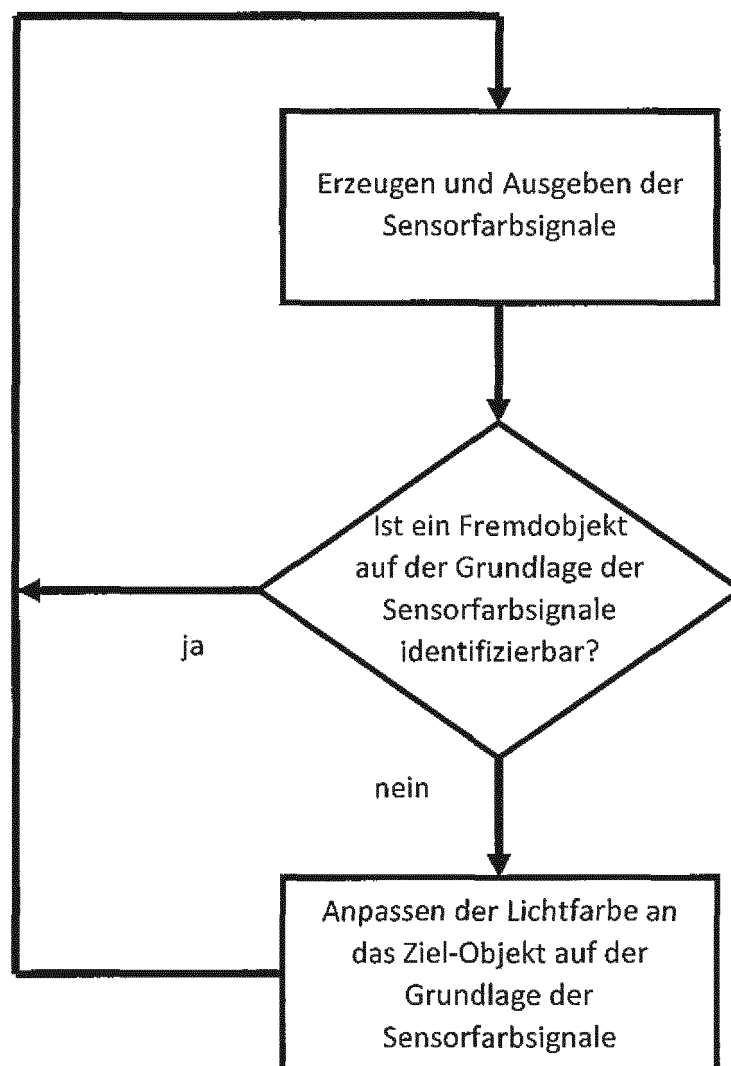 Erzeugen und Ausgeben der
Sensorfarbsignale
Ist ein Fremdobjekt
auf der Grundlage der
Sensorfarbsignale
identifizierbar?
ja
nein
Anpassen der Lichtfarbe an
das Ziel-Objekt auf der
Grundlage der
Sensorfarbsignale